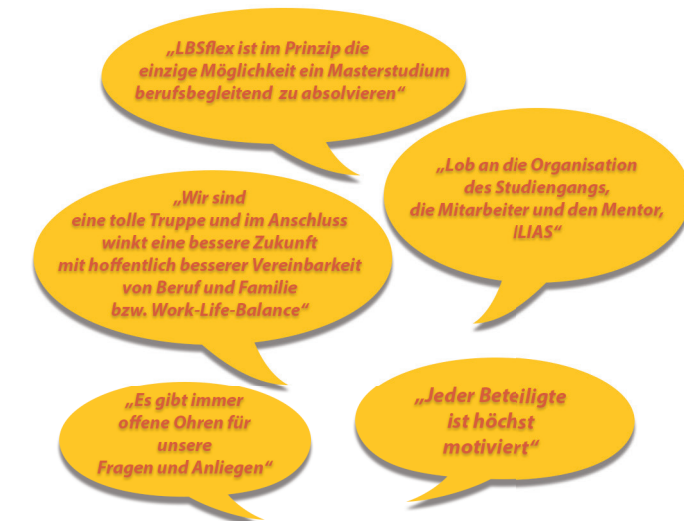 „LBSflex ist im Prinzip die
einzige Möglichkeit ein Masterstudium
berufsbegleitend zu absolvieren“
„Lob an die Organisation
des Studiengangs,
die Mitarbeiter und den Mentor,
ILIAS“
„Wir sind
eine tolle Truppe und im Anschluss
winkt eine bessere Zukunft
mit hoffentlich besserer Vereinbarkeit
von Beruf und Familie
bzw. Work-Life-Balance“
„Es gibt immer
offene Ohren für
unsere
Fragen und Anliegen“
„Jeder Beteiligte
ist höchst
motiviert“